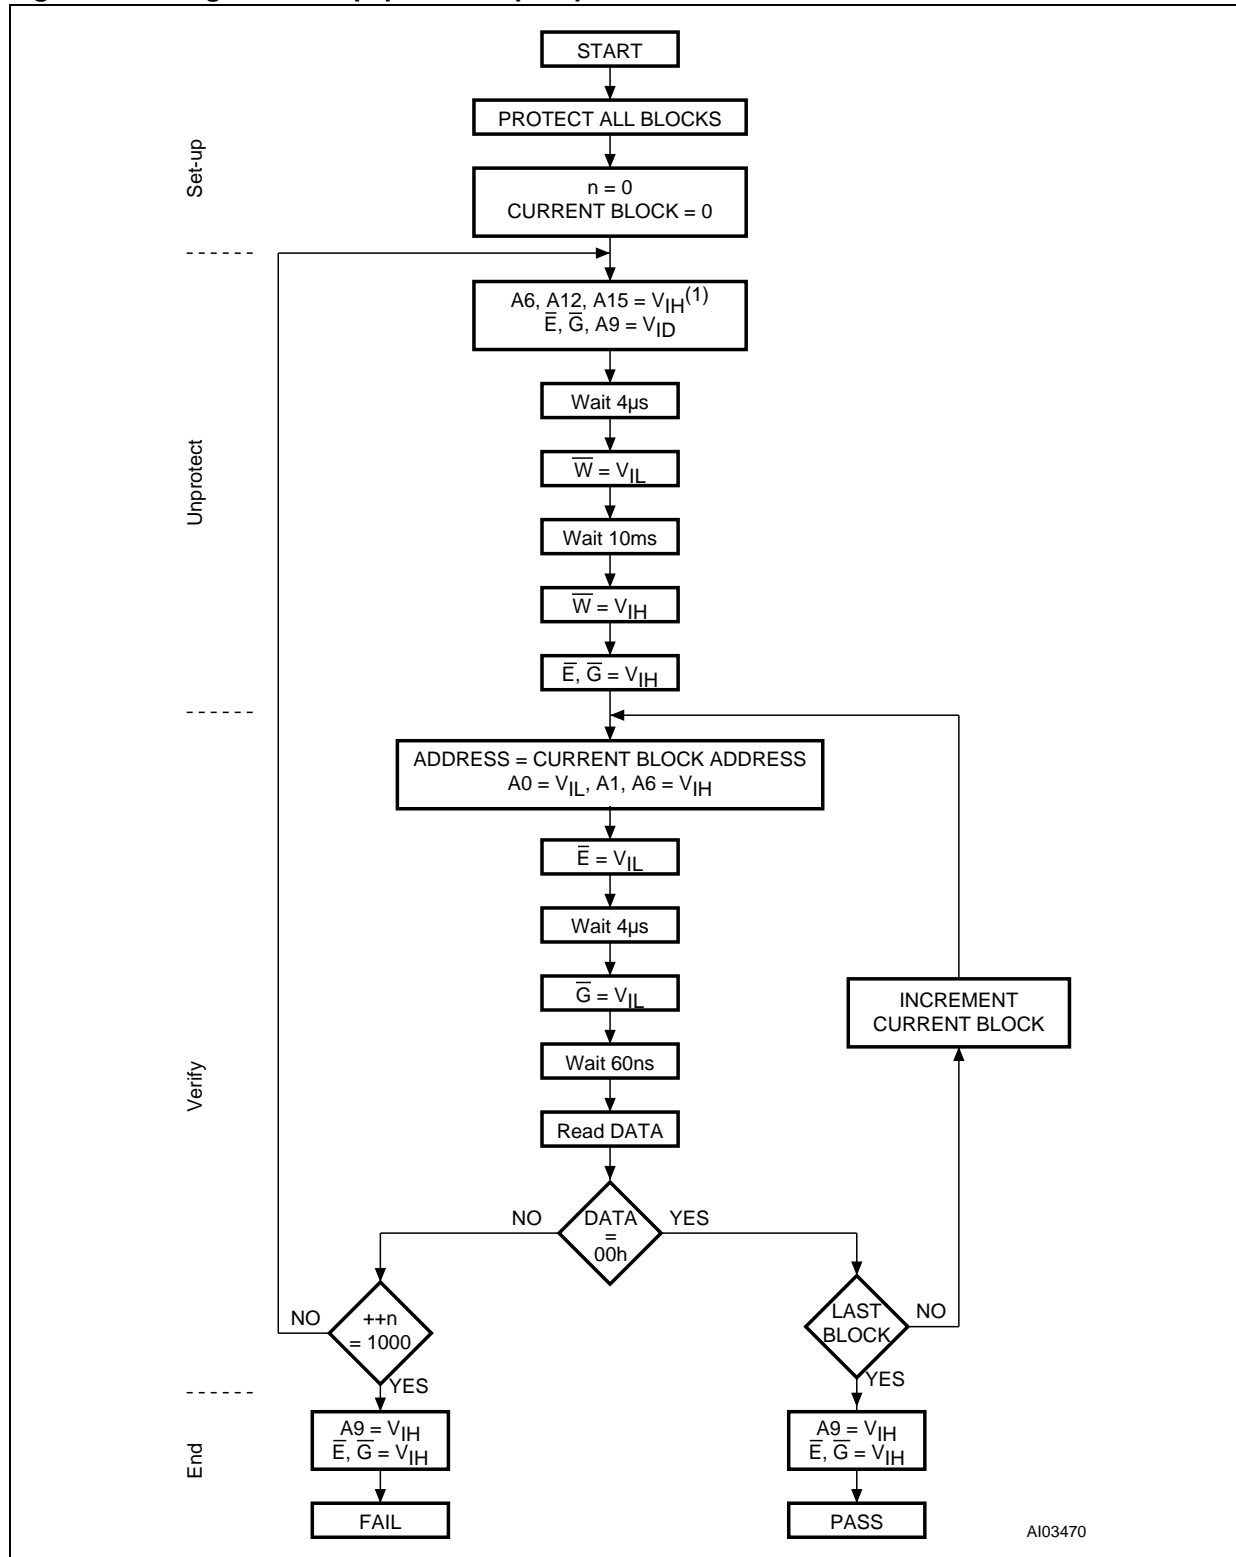 START
PROTECT ALL BLOCKS
Set-up
n = 0
CURRENT BLOCK = 0
A6, A12, A15 = VIH(1)
E̅, G̅, A9 = VID
Wait 4µs
Unprotect
W̅ = VIL
Wait 10ms
W̅ = VIH
E̅, G̅ = VIH
ADDRESS = CURRENT BLOCK ADDRESS
A0 = VIL, A1, A6 = VIH
E̅ = VIL
Wait 4µs
G̅ = VIL
INCREMENT
CURRENT BLOCK
Wait 60ns
Verify
Read DATA
NO
DATA
=
00h
YES
NO
++n
= 1000
YES
LAST
BLOCK
NO
YES
End
A9 = VIH
E̅, G̅ = VIH
A9 = VIH
E̅, G̅ = VIH
FAIL
PASS
AI03470